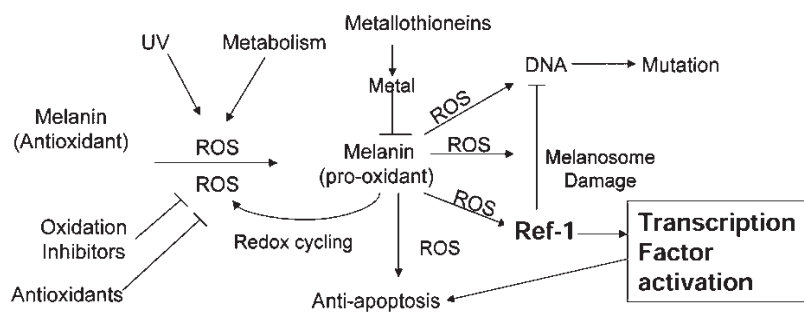 Metallothioneins
UV
Metabolism
Metal
DNA
Mutation
ROS
Melanin
(Antioxidant)
ROS
ROS
Melanin
(pro-oxidant)
ROS
Melanosome
Damage
ROS
Oxidation
Inhibitors
Redox cycling
ROS
Ref-1
Transcription
Factor
activation
Antioxidants
Anti-apoptosis